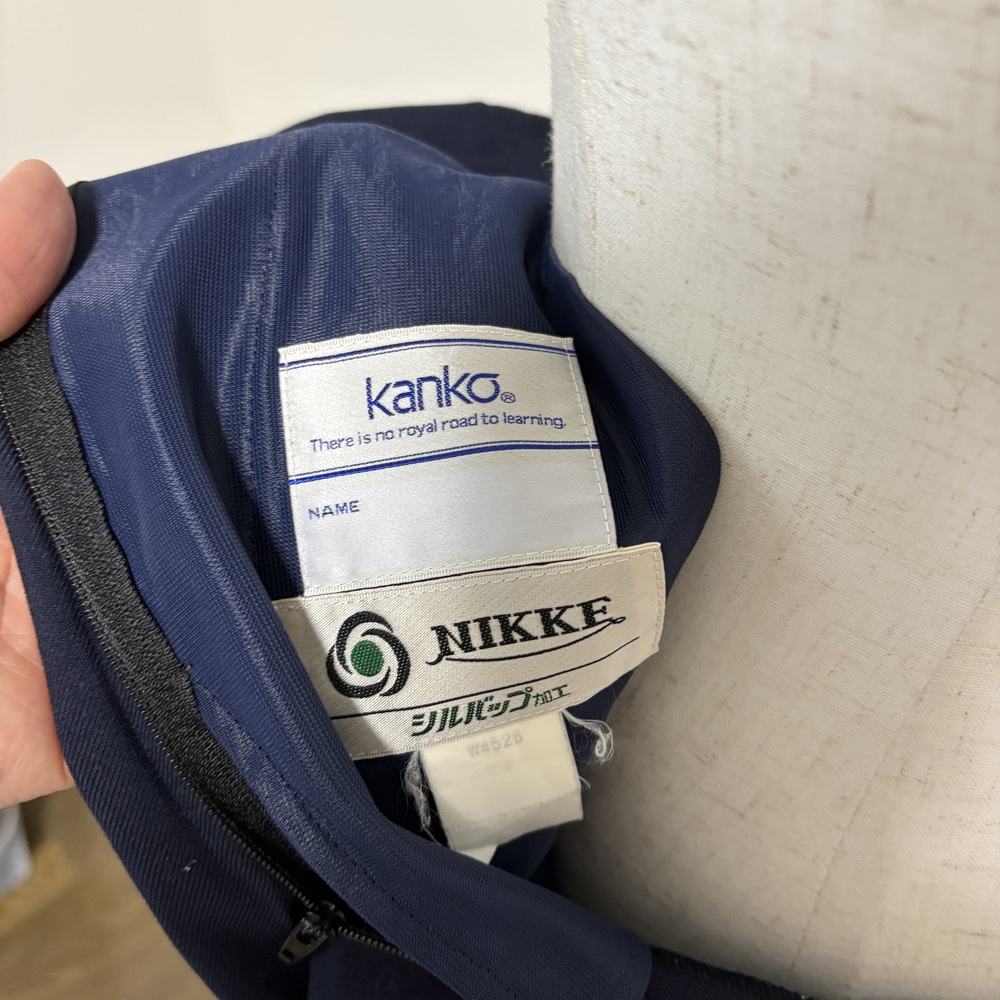 kanko®
There is no royal road to learning.
NAME
NIKKE
シルバップ加工
W4526